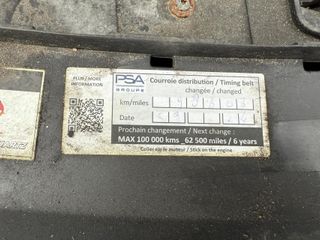 PLUS / MORE
INFORMATION
PSA
GROUPE
Courroie distribution / Timing belt
changée / changed
km/miles
Date
Prochain changement / Next change :
MAX 100 000 kms _62 500 miles / 6 years
Coller sur le moteur / Stick on the engine